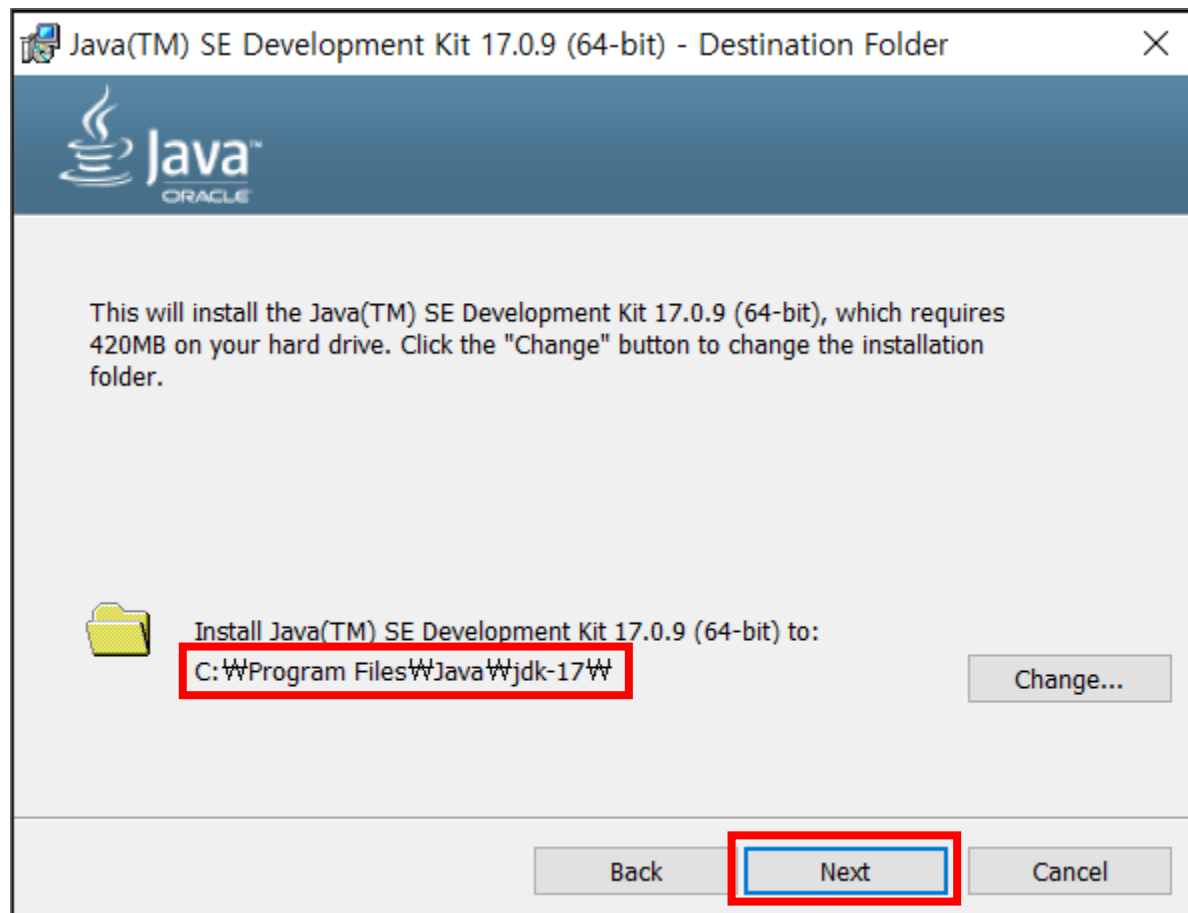 Java(TM) SE Development Kit 17.0.9 (64-bit) - Destination Folder
Java™
ORACLE
This will install the Java(TM) SE Development Kit 17.0.9 (64-bit), which requires
420MB on your hard drive. Click the "Change" button to change the installation
folder.
Install Java(TM) SE Development Kit 17.0.9 (64-bit) to:
C:₩Program Files₩Java₩jdk-17₩
Change...
Back Next Cancel